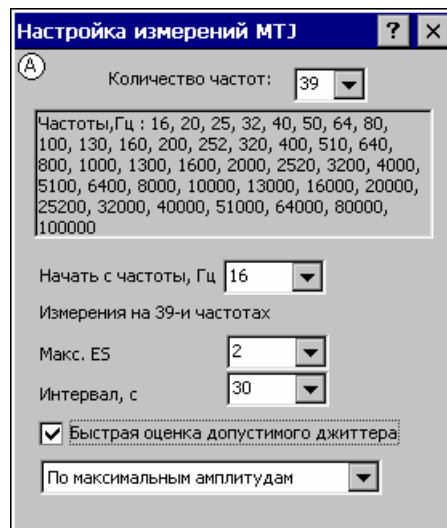 Настройка измерений MTJ ? ×
A
Количество частот: 39
Частоты,Гц : 16, 20, 25, 32, 40, 50, 64, 80,
100, 130, 160, 200, 252, 320, 400, 510, 640,
800, 1000, 1300, 1600, 2000, 2520, 3200, 4000,
5100, 6400, 8000, 10000, 13000, 16000, 20000,
25200, 32000, 40000, 51000, 64000, 80000,
100000
Начать с частоты, Гц 16
Измерения на 39-и частотах
Макс. ES 2
Интервал, с 30
Быстрая оценка допустимого джиттера
По максимальным амплитудам